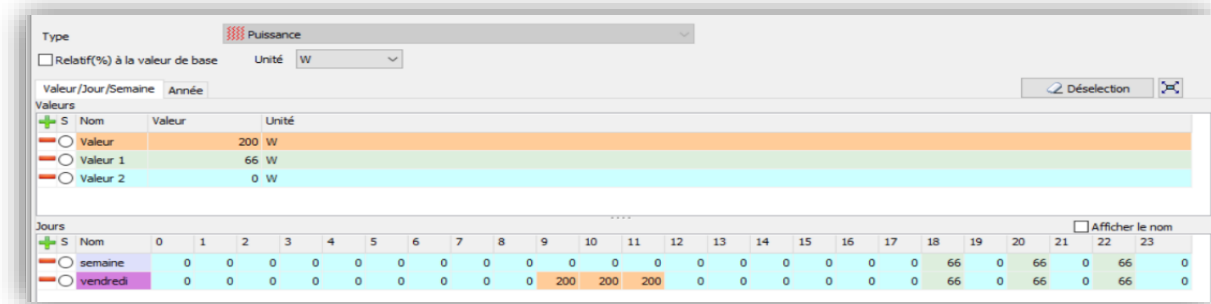 Type Puissance
Relatif(%) à la valeur de base Unité W
Valeur/Jour/Semaine Année Déselection
Valeurs
S Nom Valeur Unité
Valeur 200 W
Valeur 1 66 W
Valeur 2 0 W
Jours Afficher le nom
S Nom 0 1 2 3 4 5 6 7 8 9 10 11 12 13 14 15 16 17 18 19 20 21 22 23
semaine 0 0 0 0 0 0 0 0 0 0 0 0 0 0 0 0 0 0 66 0 66 0 66 0
vendredi 0 0 0 0 0 0 0 0 0 200 200 200 0 0 0 0 0 0 66 0 66 0 66 0